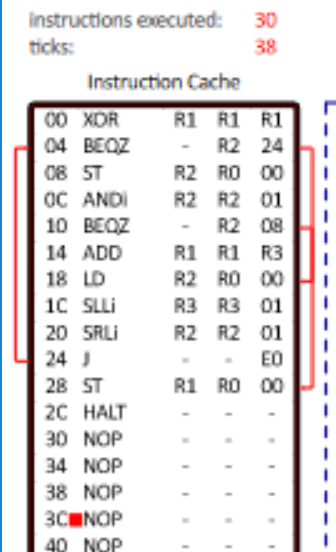 instructions executed: 30
ticks: 38
Instruction Cache
00 XOR R1 R1 R1
04 BEQZ - R2 24
08 ST R2 R0 00
0C ANDi R2 R2 01
10 BEQZ - R2 08
14 ADD R1 R1 R3
18 LD R2 R0 00
1C SLLi R3 R3 01
20 SRLi R2 R2 01
24 J - - E0
28 ST R1 R0 00
2C HALT - - -
30 NOP - - -
34 NOP - - -
38 NOP - - -
3C NOP - - -
40 NOP - - -